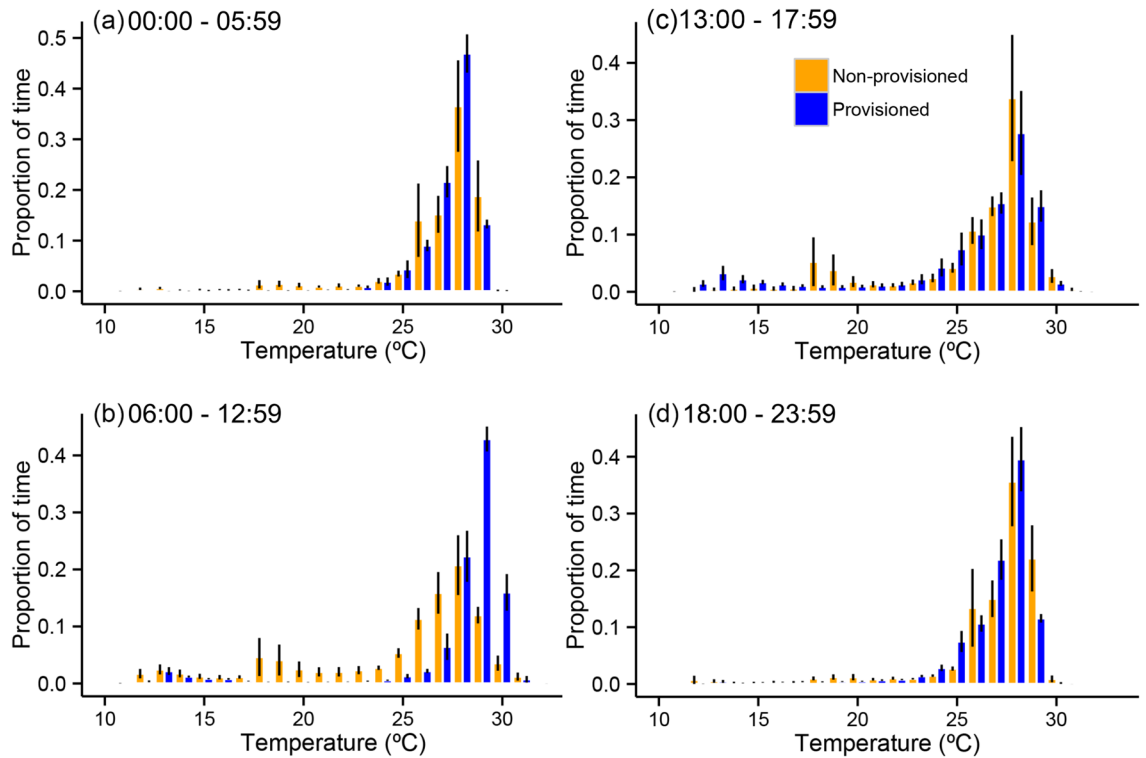 (a) 00:00 - 05:59
Proportion of time
0.5
0.4
0.3
0.2
0.1
0.0
10 15 20 25 30
Temperature (ºC)
(c) 13:00 - 17:59
Non-provisioned
Provisioned
Proportion of time
0.4
0.3
0.2
0.1
0.0
10 15 20 25 30
Temperature (ºC)
(b) 06:00 - 12:59
Proportion of time
0.4
0.3
0.2
0.1
0.0
10 15 20 25 30
Temperature (ºC)
(d) 18:00 - 23:59
Proportion of time
0.4
0.3
0.2
0.1
0.0
10 15 20 25 30
Temperature (ºC)